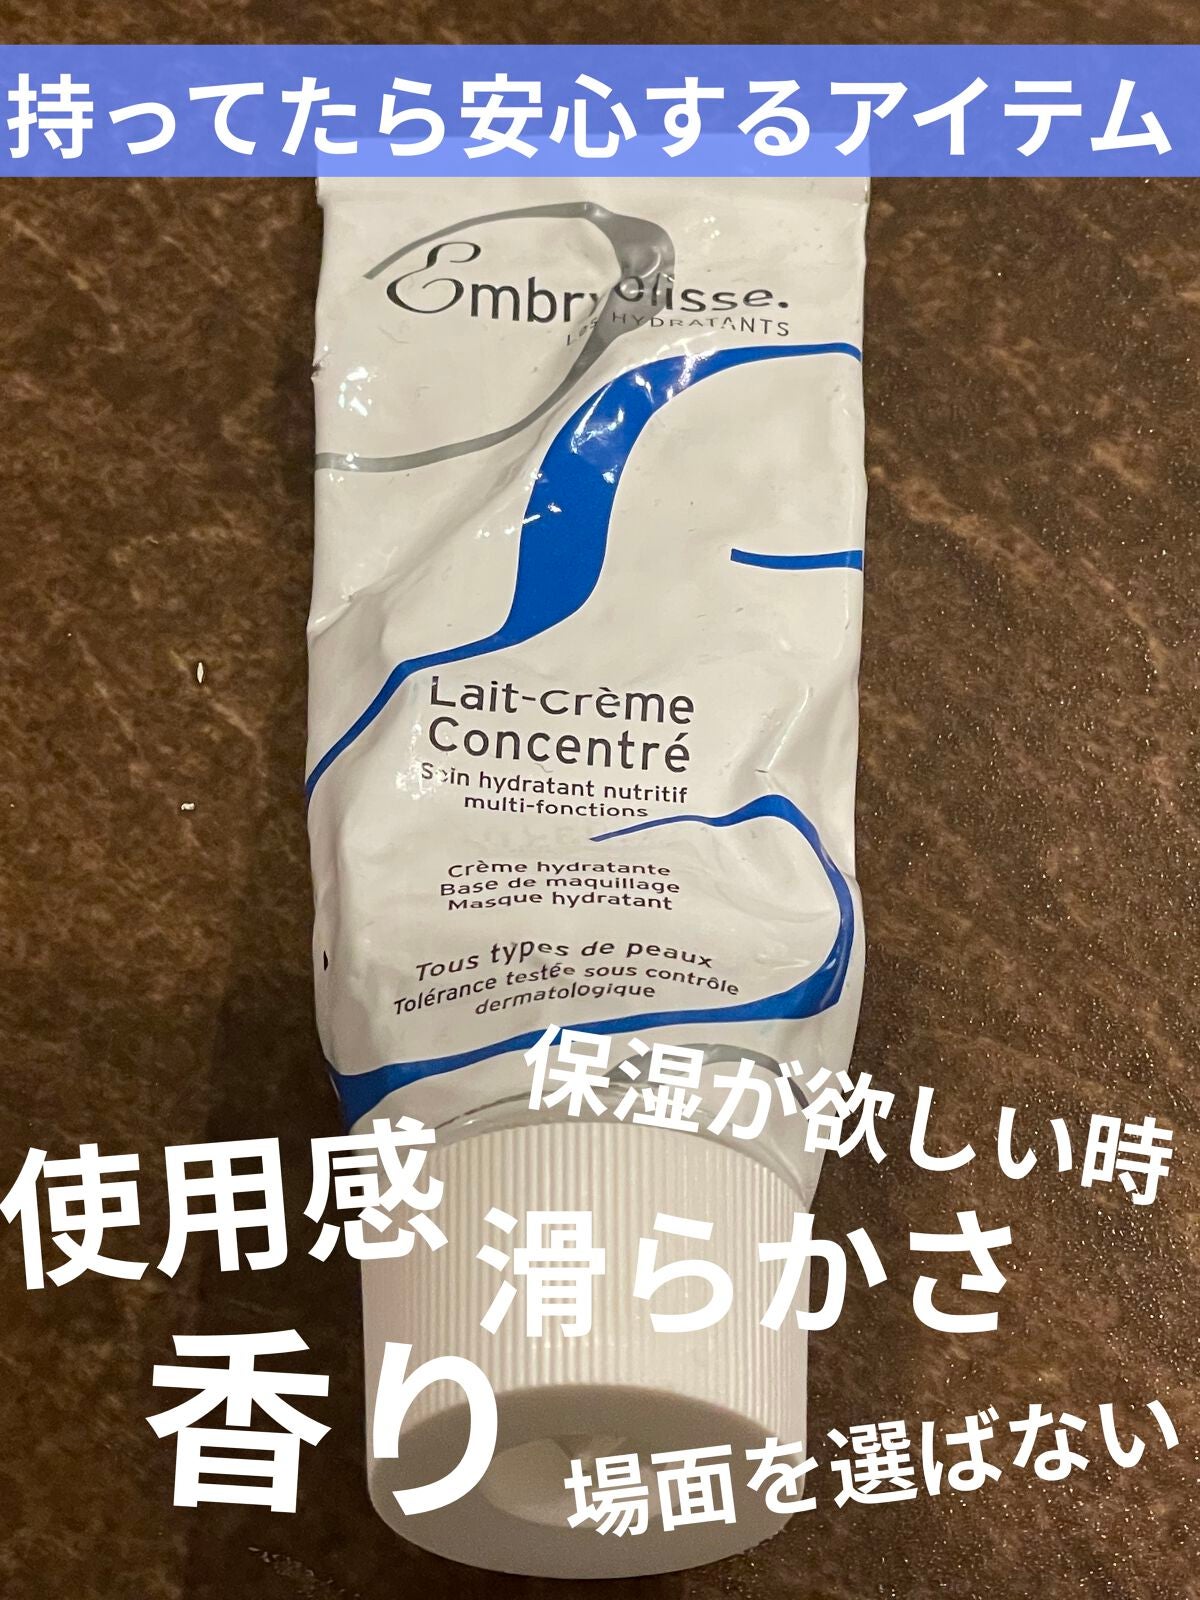 持ってたら安心するアイテム
Embryolisse.
HYDRATANTS
Lait-crème
Concentré
Soin hydratant nutritif
multi-fonctions
Crème hydratante
Base de maquillage
Masque hydratant
Tous types de peaux
Tolérance testée sous contrôle
dermatologique
保湿が欲しい時
使用感
滑らかさ
香り
場面を選ばない